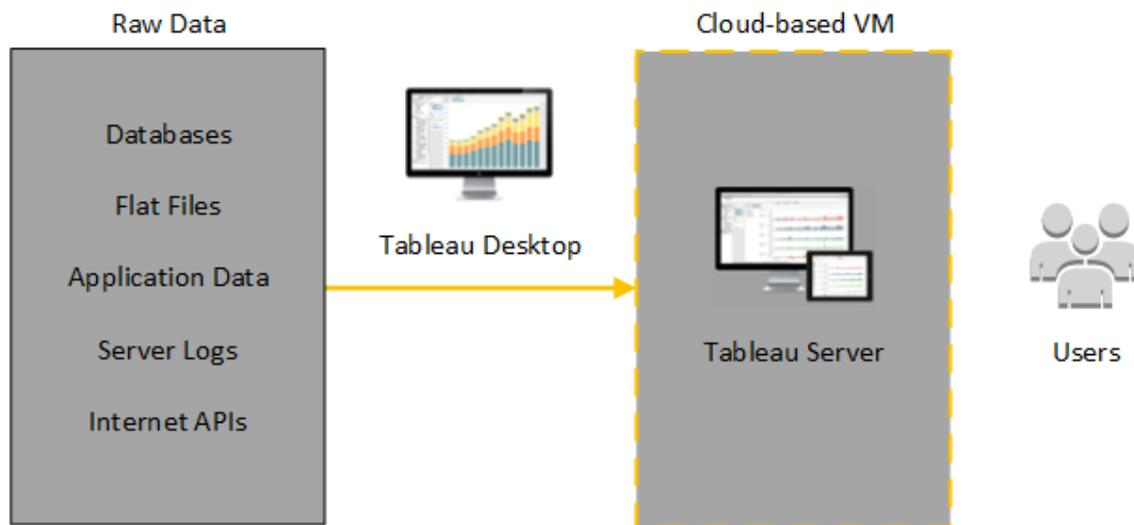 Raw Data
Databases
Flat Files
Application Data
Server Logs
Internet APIs
Tableau Desktop
Cloud-based VM
Tableau Server
Users